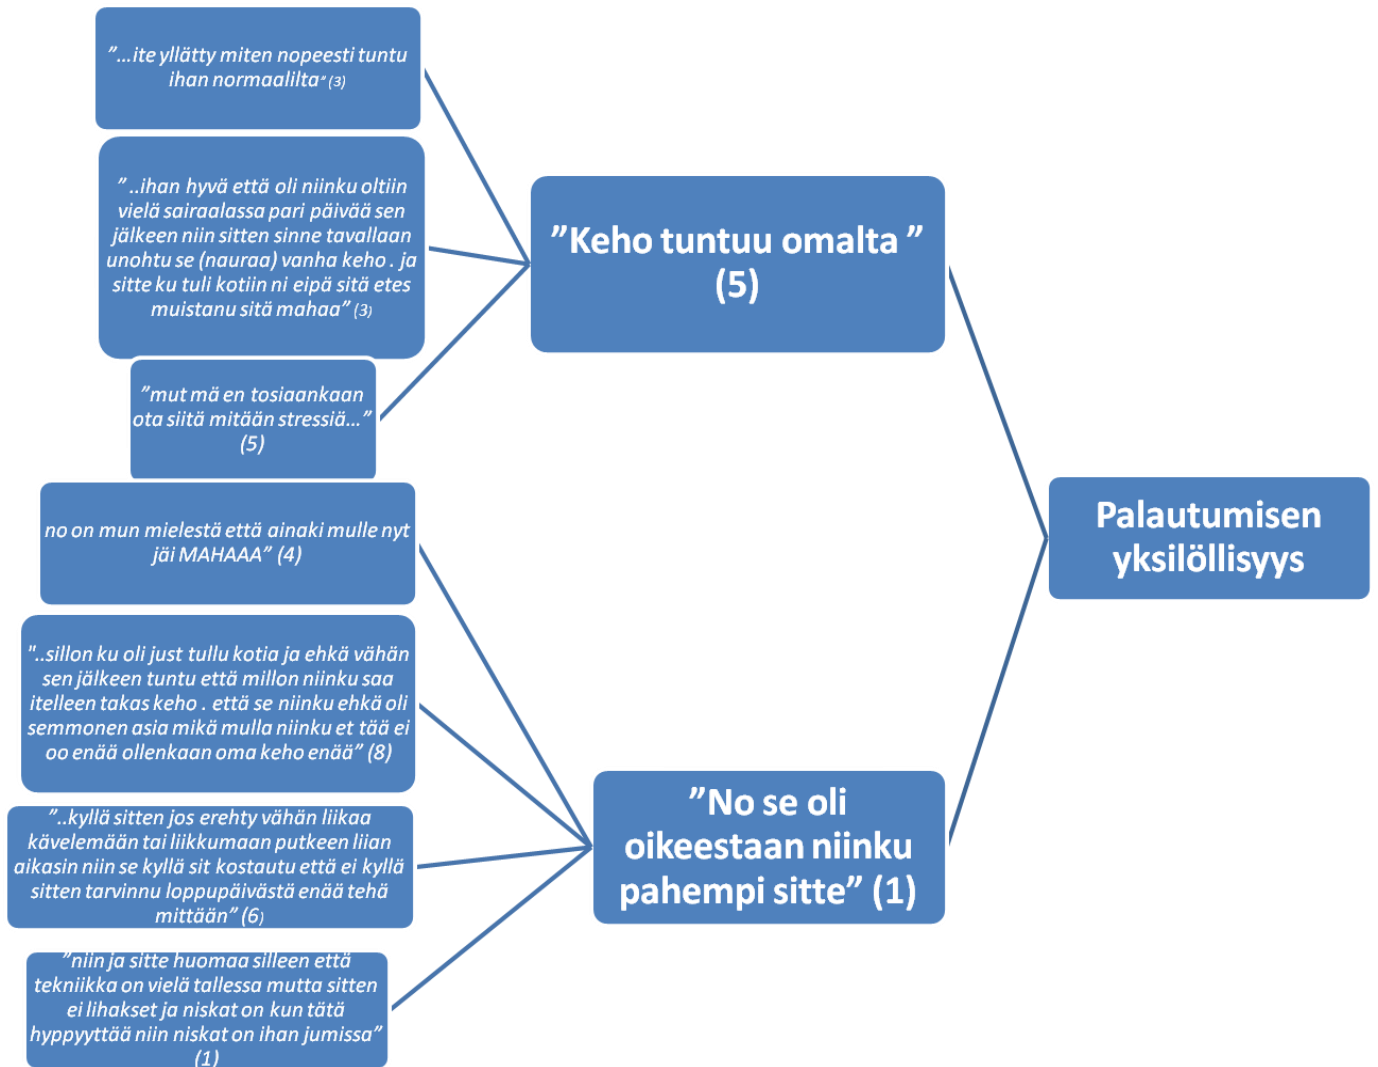 ”…ite yllätty miten nopeesti tuntu
ihan normaalilta” (3)
” ..ihan hyvä että oli niinku oltiin
vielä sairaalassa pari päivää sen
jälkeen niin sitten sinne tavallaan
unohtu se (nauraa) vanha keho . ja
sitte ku tuli kotiin ni eipä sitä etes
muistanu sitä mahaa” (3)
”mut mä en tosiaankaan
ota siitä mitään stressiä…”
(5)
no on mun mielestä että ainaki mulle nyt
jäi MAHAAA” (4)
"..sillon ku oli just tullu kotia ja ehkä vähän
sen jälkeen tuntu että millon niinku saa
itelleen takas keho . että se niinku ehkä oli
semmonen asia mikä mulla niinku et tää ei
oo enää ollenkaan oma keho enää” (8)
”..kyllä sitten jos erehty vähän liikaa
kävelemään tai liikkumaan putkeen liian
aikasin niin se kyllä sit kostautu että ei kyllä
sitten tarvinnu loppupäivästä enää tehä
mittään” (6)
”niin ja sitte huomaa silleen että
tekniikka on vielä tallessa mutta sitten
ei lihakset ja niskat on kun tätä
hyppyyttää niin niskat on ihan jumissa”
(1)
”Keho tuntuu omalta ”
(5)
”No se oli
oikeestaan niinku
pahempi sitte” (1)
Palautumisen
yksilöllisyys